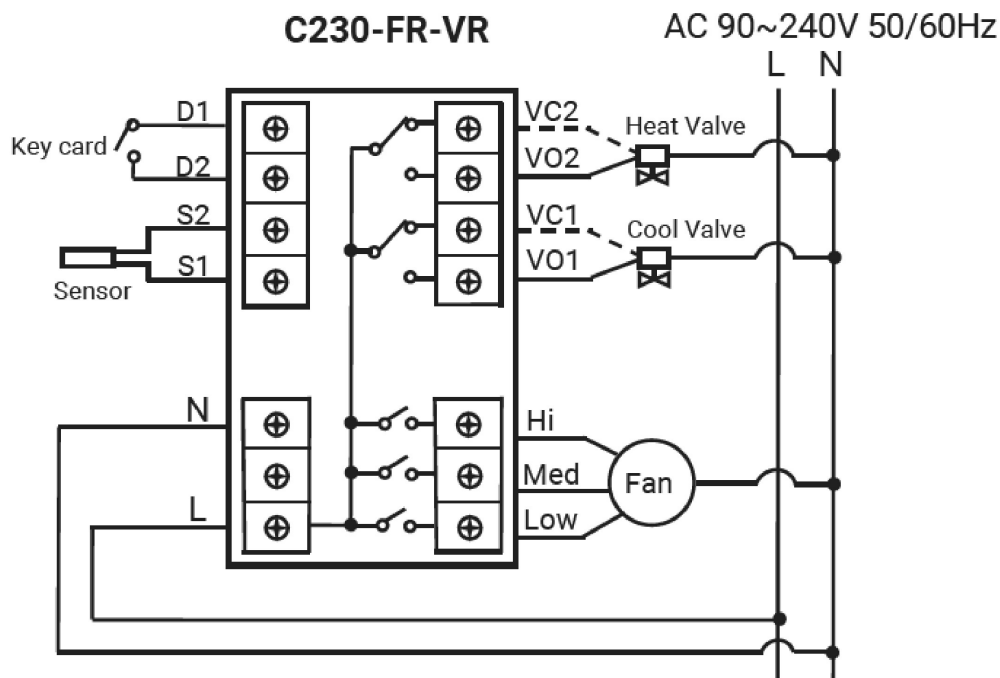 C230-FR-VR
AC 90~240V 50/60Hz
L N
D1
Key card
D2
S2
S1
Sensor
VC2
Heat Valve
VO2
VC1
Cool Valve
VO1
N
L
Hi
Med
Fan
Low